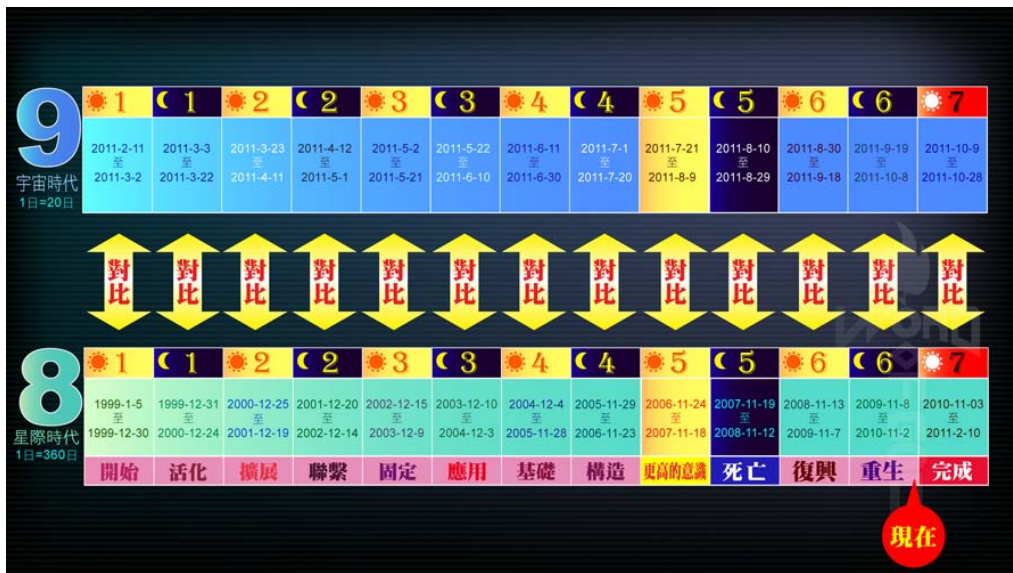 9
宇宙時代
1日=20日
1 1 2 2 3 3 4 4 5 5 6 6 7
2011-2-11 2011-3-3 2011-3-23 2011-4-12 2011-5-2 2011-5-22 2011-6-11 2011-7-1 2011-7-21 2011-8-10 2011-8-30 2011-9-19 2011-10-9
至 至 至 至 至 至 至 至 至 至 至 至 至
2011-3-2 2011-3-22 2011-4-11 2011-5-1 2011-5-21 2011-6-10 2011-6-30 2011-7-20 2011-8-9 2011-8-29 2011-9-18 2011-10-8 2011-10-28
對比 對比 對比 對比 對比 對比 對比 對比 對比 對比 對比 對比 對比
8
星際時代
1日=360日
1 1 2 2 3 3 4 4 5 5 6 6 7
1999-1-5 1999-12-31 2000-12-25 2001-12-20 2002-12-15 2003-12-10 2004-12-4 2005-11-29 2006-11-24 2007-11-19 2008-11-13 2009-11-8 2010-11-03
至 至 至 至 至 至 至 至 至 至 至 至 至
1999-12-30 2000-12-24 2001-12-19 2002-12-14 2003-12-9 2004-12-3 2005-11-28 2006-11-23 2007-11-18 2008-11-12 2009-11-7 2010-11-2 2011-2-10
開始 活化 擴展 聯繫 固定 應用 基礎 構造 更高的意識 死亡 復興 重生 完成
現在